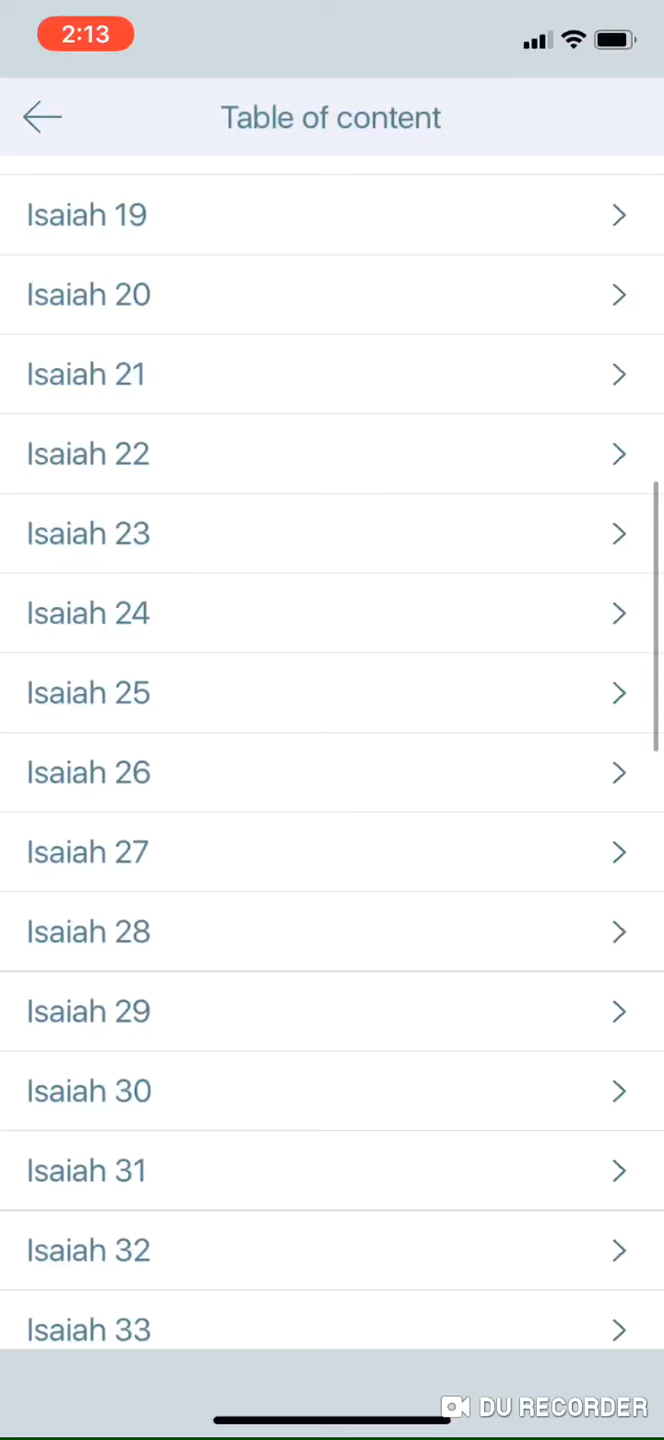 2:13
Table of content
Isaiah 19
Isaiah 20
Isaiah 21
Isaiah 22
Isaiah 23
Isaiah 24
Isaiah 25
Isaiah 26
Isaiah 27
Isaiah 28
Isaiah 29
Isaiah 30
Isaiah 31
Isaiah 32
Isaiah 33
DU RECORDER